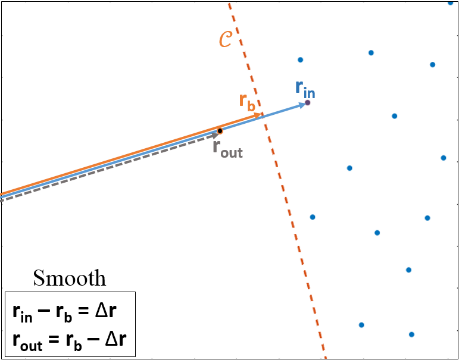 C
r_b
r_in
r_out
Smooth
r_in − r_b = Δr
r_out = r_b − Δr